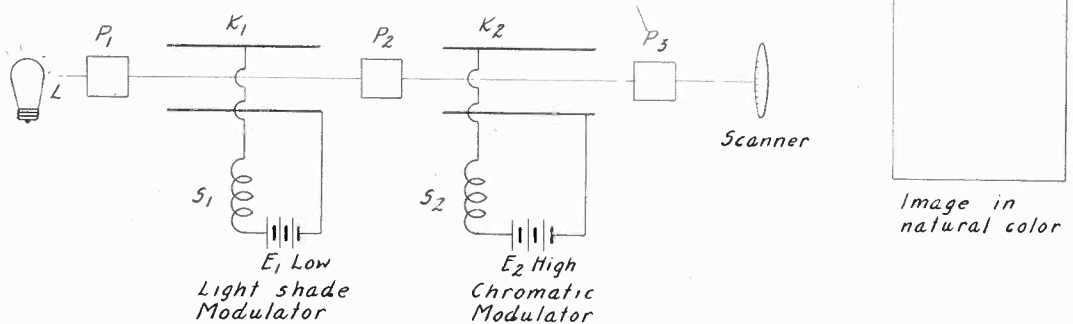 P1
K1
P2
K2
P3
L
Scanner
S1
S2
E1 Low
Light shade
Modulator
E2 High
Chromatic
Modulator
Image in
natural color